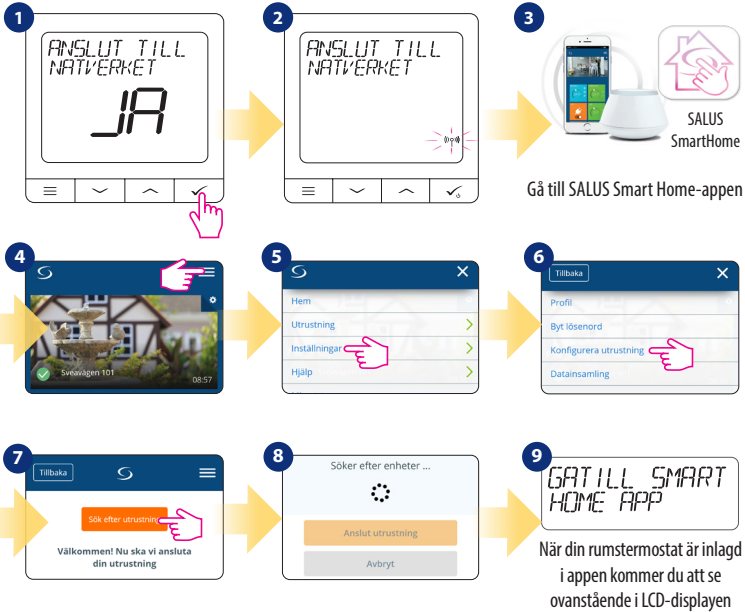 1
ANSLUT TILL
NATVERKET
JA
2
ANSLUT TILL
NATVERKET
3
SALUS
SmartHome
Gå till SALUS Smart Home-appen
4
Sveavägen 101
08:57
5
Hem
Utrustning
Inställningar
Hjälp
6
Tillbaka
Profil
Byt lösenord
Konfigurera utrustning
Datainsamling
7
Tillbaka
Sök efter utrustning
Välkommen! Nu ska vi ansluta
din utrustning
8
Söker efter enheter ...
Anslut utrustning
Avbryt
9
GATILL SMART
HOME APP
När din rumstermostat är inlagd
i appen kommer du att se
ovanstående i LCD-displayen